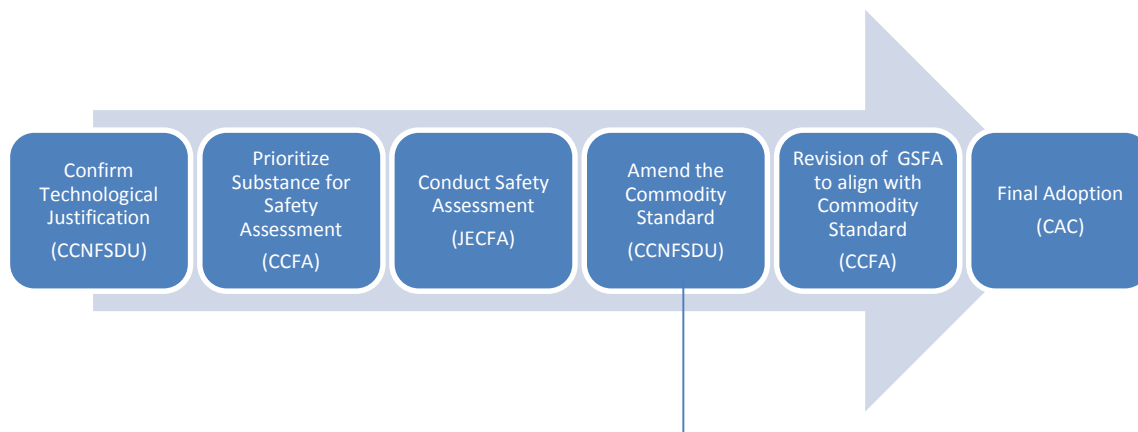 Confirm
Technological
Justification
(CCNFSDU)
Prioritize
Substance for
Safety
Assessment
(CCFA)
Conduct Safety
Assessment
(JECFA)
Amend the
Commodity
Standard
(CCNFSDU)
Revision of  GSFA
to align with
Commodity
Standard
(CCFA)
Final Adoption
(CAC)